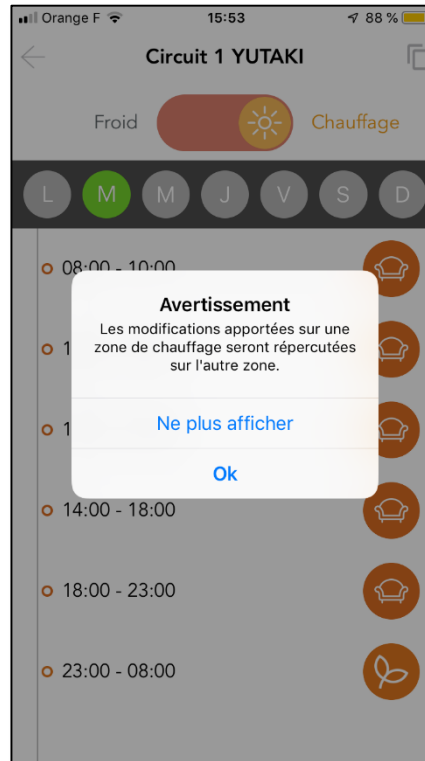 Orange F 15:53 88 %
Circuit 1 YUTAKI
Froid Chauffage
L M M J V S D
08:00 - 10:00
Avertissement
Les modifications apportées sur une
zone de chauffage seront répercutées
sur l'autre zone.
1
1
Ne plus afficher
Ok
14:00 - 18:00
18:00 - 23:00
23:00 - 08:00